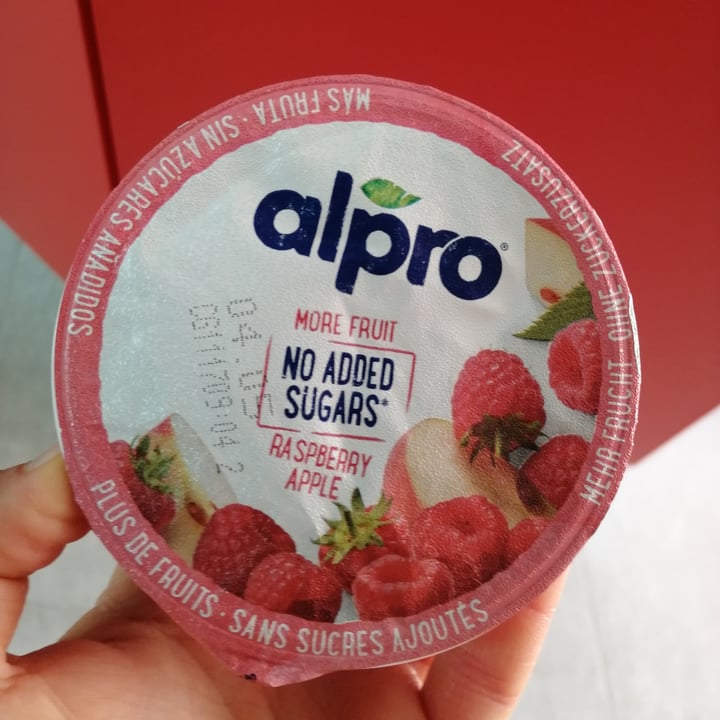 alpro®
MORE FRUIT
NO ADDED
SUGARS*
RASPBERRY
APPLE
MÁS FRUTA · SIN AZÚCARES AÑADIDOS
PLUS DE FRUITS · SANS SUCRES AJOUTÉS
MEHR FRUCHT · OHNE ZUCKERZUSATZ